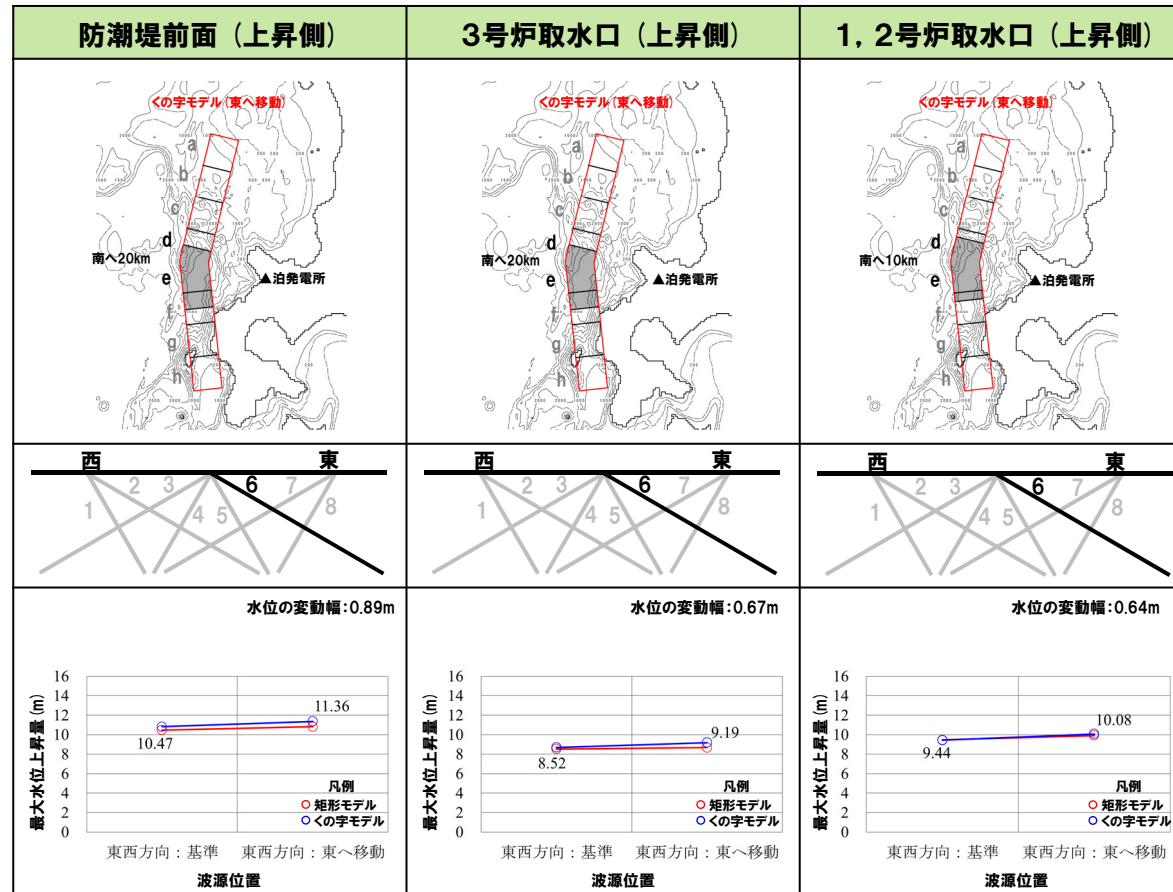 防潮堤前面（上昇側）
3号炉取水口（上昇側）
1，2号炉取水口（上昇側）
くの字モデル(東へ移動)
a
b
c
d
南へ20km
e
▲泊発電所
f
g
h
くの字モデル(東へ移動)
a
b
c
d
南へ20km
e
▲泊発電所
f
g
h
くの字モデル(東へ移動)
a
b
c
d
南へ10km
e
▲泊発電所
f
g
h
西 東
1 2 3 4 5 6 7 8
西 東
1 2 3 4 5 6 7 8
西 東
1 2 3 4 5 6 7 8
水位の変動幅：0.89m
最大水位上昇量(m)
16
14
12
10
8
6
4
2
0
10.47
11.36
凡例
矩形モデル
くの字モデル
東西方向：基準 東西方向：東へ移動
波源位置
水位の変動幅：0.67m
最大水位上昇量(m)
16
14
12
10
8
6
4
2
0
8.52
9.19
凡例
矩形モデル
くの字モデル
東西方向：基準 東西方向：東へ移動
波源位置
水位の変動幅：0.64m
最大水位上昇量(m)
16
14
12
10
8
6
4
2
0
9.44
10.08
凡例
矩形モデル
くの字モデル
東西方向：基準 東西方向：東へ移動
波源位置